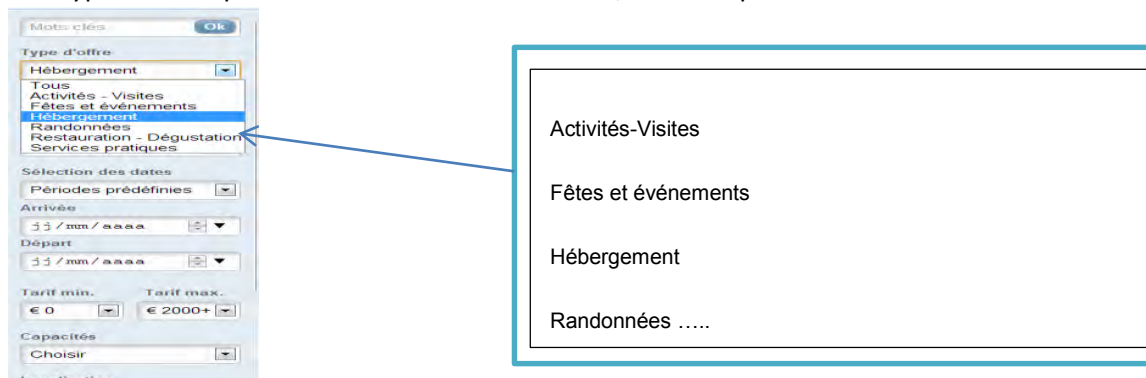 Mots clés
Ok
Type d'offre
Hébergement
Tous
Activités - Visites
Fêtes et événements
Hébergement
Randonnées
Restauration - Dégustation
Services pratiques
Sélection des dates
Périodes prédéfinies
Arrivée
jj/mm/aaaa
Départ
jj/mm/aaaa
Tarif min. Tarif max.
€ 0 € 2000+
Capacités
Choisir
Activités-Visites
Fêtes et événements
Hébergement
Randonnées …..